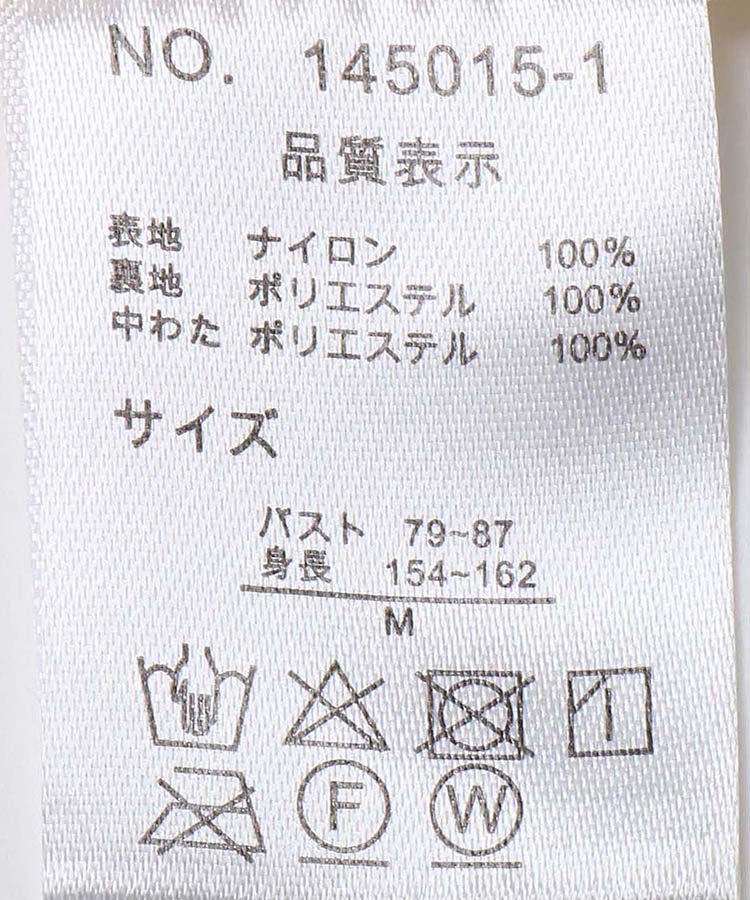 NO. 145015-1
品質表示
表地 ナイロン 100%
裏地 ポリエステル 100%
中わた ポリエステル 100%
サイズ
バスト 79~87
身長 154~162
M
F W